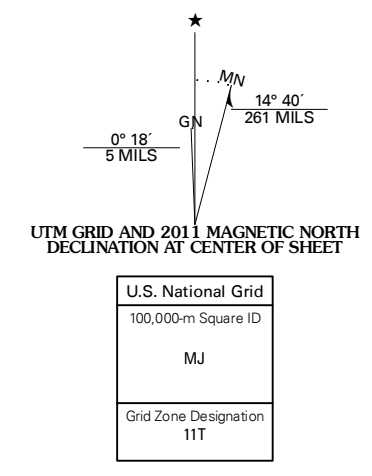 ★
MN
GN
14° 40´
261 MILS
0° 18´
5 MILS
UTM GRID AND 2011 MAGNETIC NORTH
DECLINATION AT CENTER OF SHEET
U.S. National Grid
100,000-m Square ID
MJ
Grid Zone Designation
11T